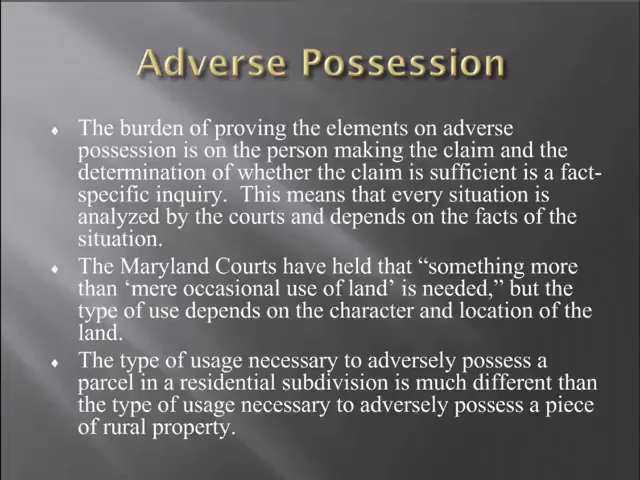 Adverse Possession
The burden of proving the elements on adverse
possession is on the person making the claim and the
determination of whether the claim is sufficient is a fact-
specific inquiry.  This means that every situation is
analyzed by the courts and depends on the facts of the
situation.
The Maryland Courts have held that “something more
than ‘mere occasional use of land’ is needed,” but the
type of use depends on the character and location of the
land.
The type of usage necessary to adversely possess a
parcel in a residential subdivision is much different than
the type of usage necessary to adversely possess a piece
of rural property.